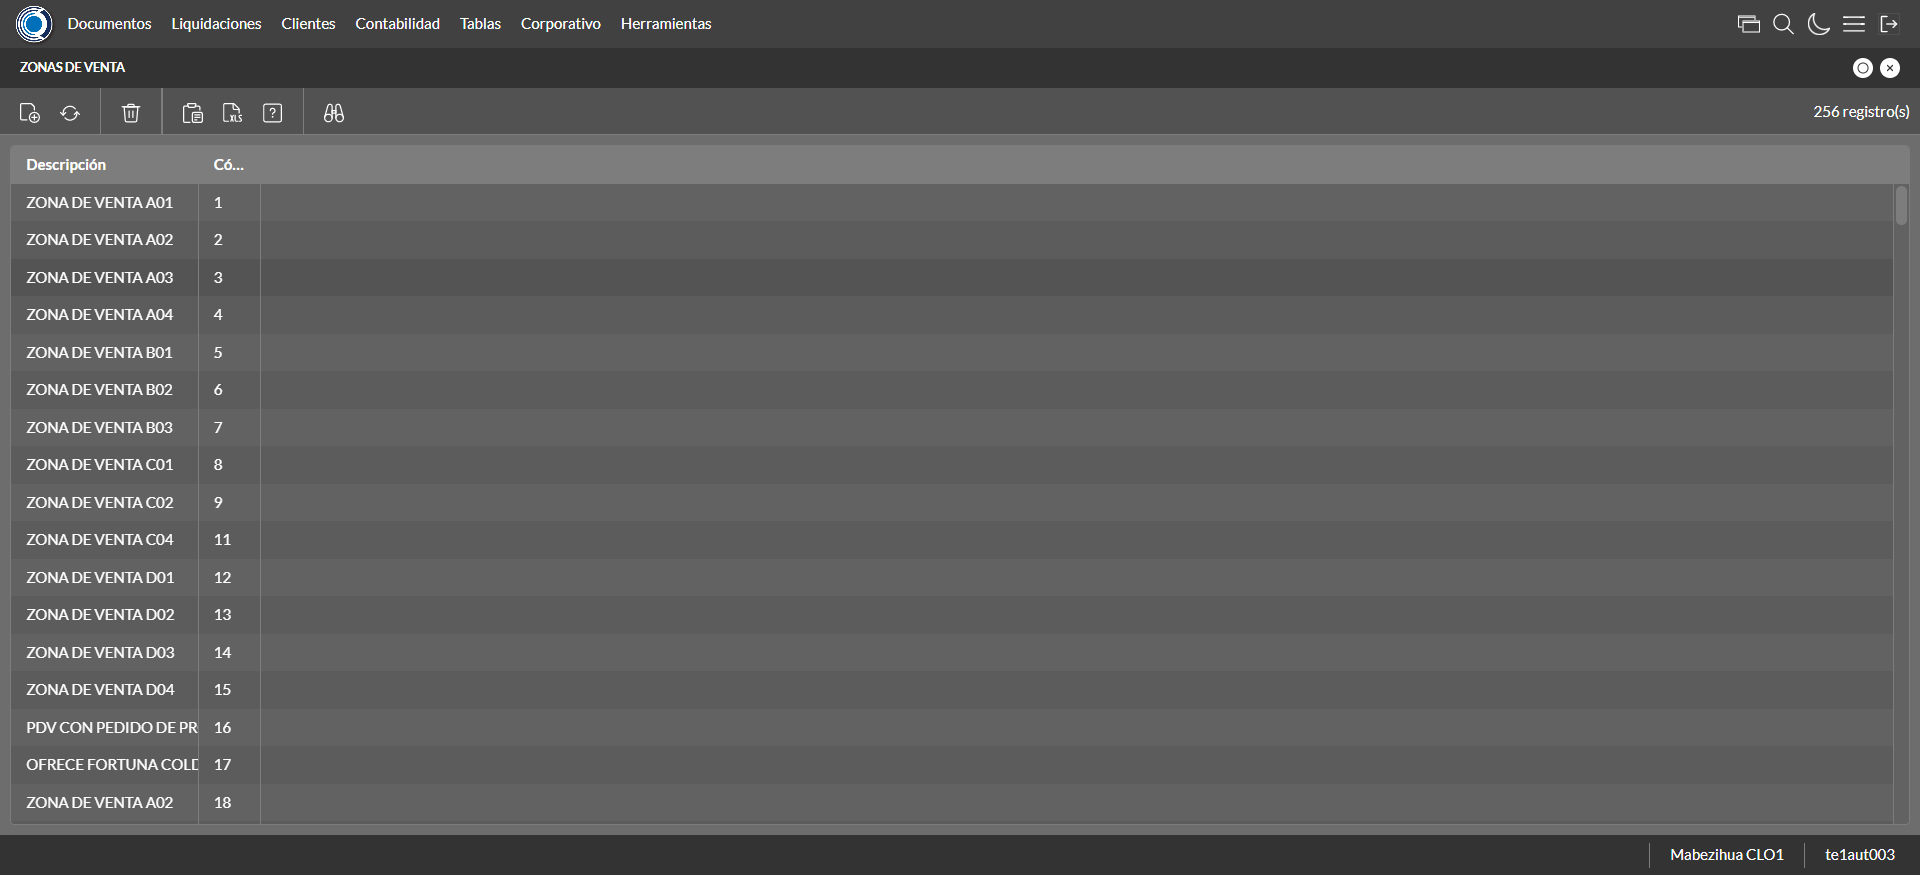 Documentos Liquidaciones Clientes Contabilidad Tablas Corporativo Herramientas
ZONAS DE VENTA
XLS ? 256 registro(s)
Descripción Có...
ZONA DE VENTA A01 1
ZONA DE VENTA A02 2
ZONA DE VENTA A03 3
ZONA DE VENTA A04 4
ZONA DE VENTA B01 5
ZONA DE VENTA B02 6
ZONA DE VENTA B03 7
ZONA DE VENTA C01 8
ZONA DE VENTA C02 9
ZONA DE VENTA C04 11
ZONA DE VENTA D01 12
ZONA DE VENTA D02 13
ZONA DE VENTA D03 14
ZONA DE VENTA D04 15
PDV CON PEDIDO DE PR 16
OFRECE FORTUNA COLD 17
ZONA DE VENTA A02 18
Mabezihua CLO1 te1aut003